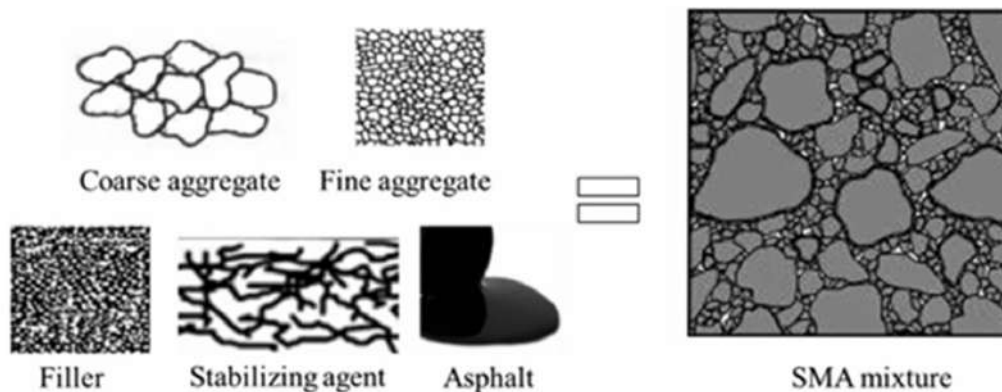 Coarse aggregate
Fine aggregate
Filler
Stabilizing agent
Asphalt
SMA mixture